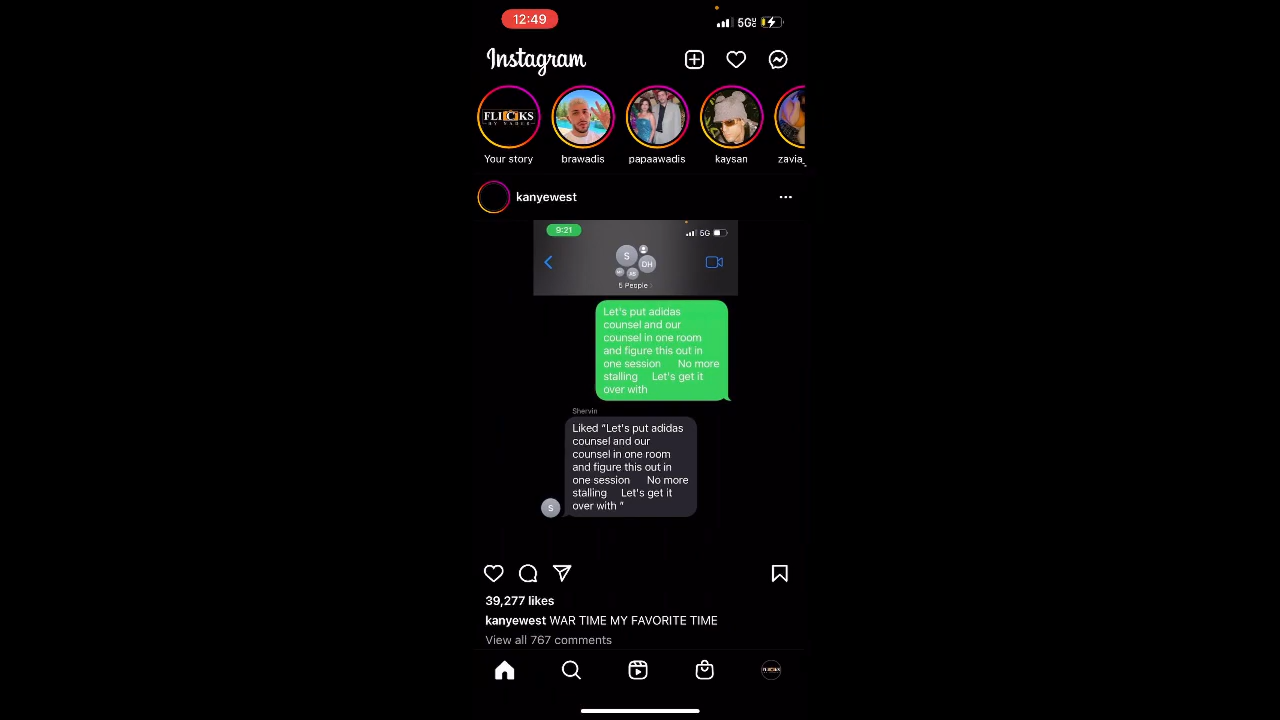 12:49
5G
Instagram
FLICKS
Your story
brawadis
papaawadis
kaysan
zavia_
kanyewest
9:21
5G
S
DH
5 People
Let's put adidas
counsel and our
counsel in one room
and figure this out in
one session No more
stalling Let's get it
over with
Shervin
Liked “Let's put adidas
counsel and our
counsel in one room
and figure this out in
one session No more
stalling Let's get it
over with ”
S
39,277 likes
kanyewest WAR TIME MY FAVORITE TIME
View all 767 comments
FLICKS